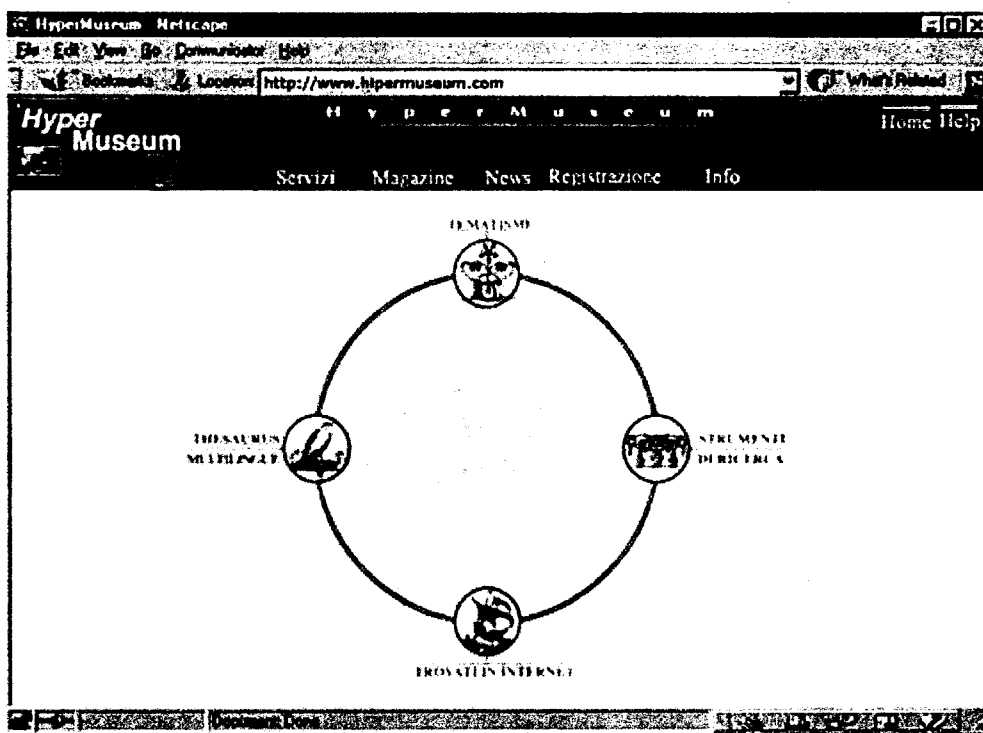 HyperMuseum - Netscape
File Edit View Go Communicator Help
Bookmarks Location: http://www.hipermuseum.com What's Related
Hyper Museum
HyperMuseum
Home Help
Servizi Magazine News Registrazione Info
TEMATISMI
THESAURUS
MULTILINGUE
STRUMENTI
DI RICERCA
TROVATI IN INTERNET
Document: Done